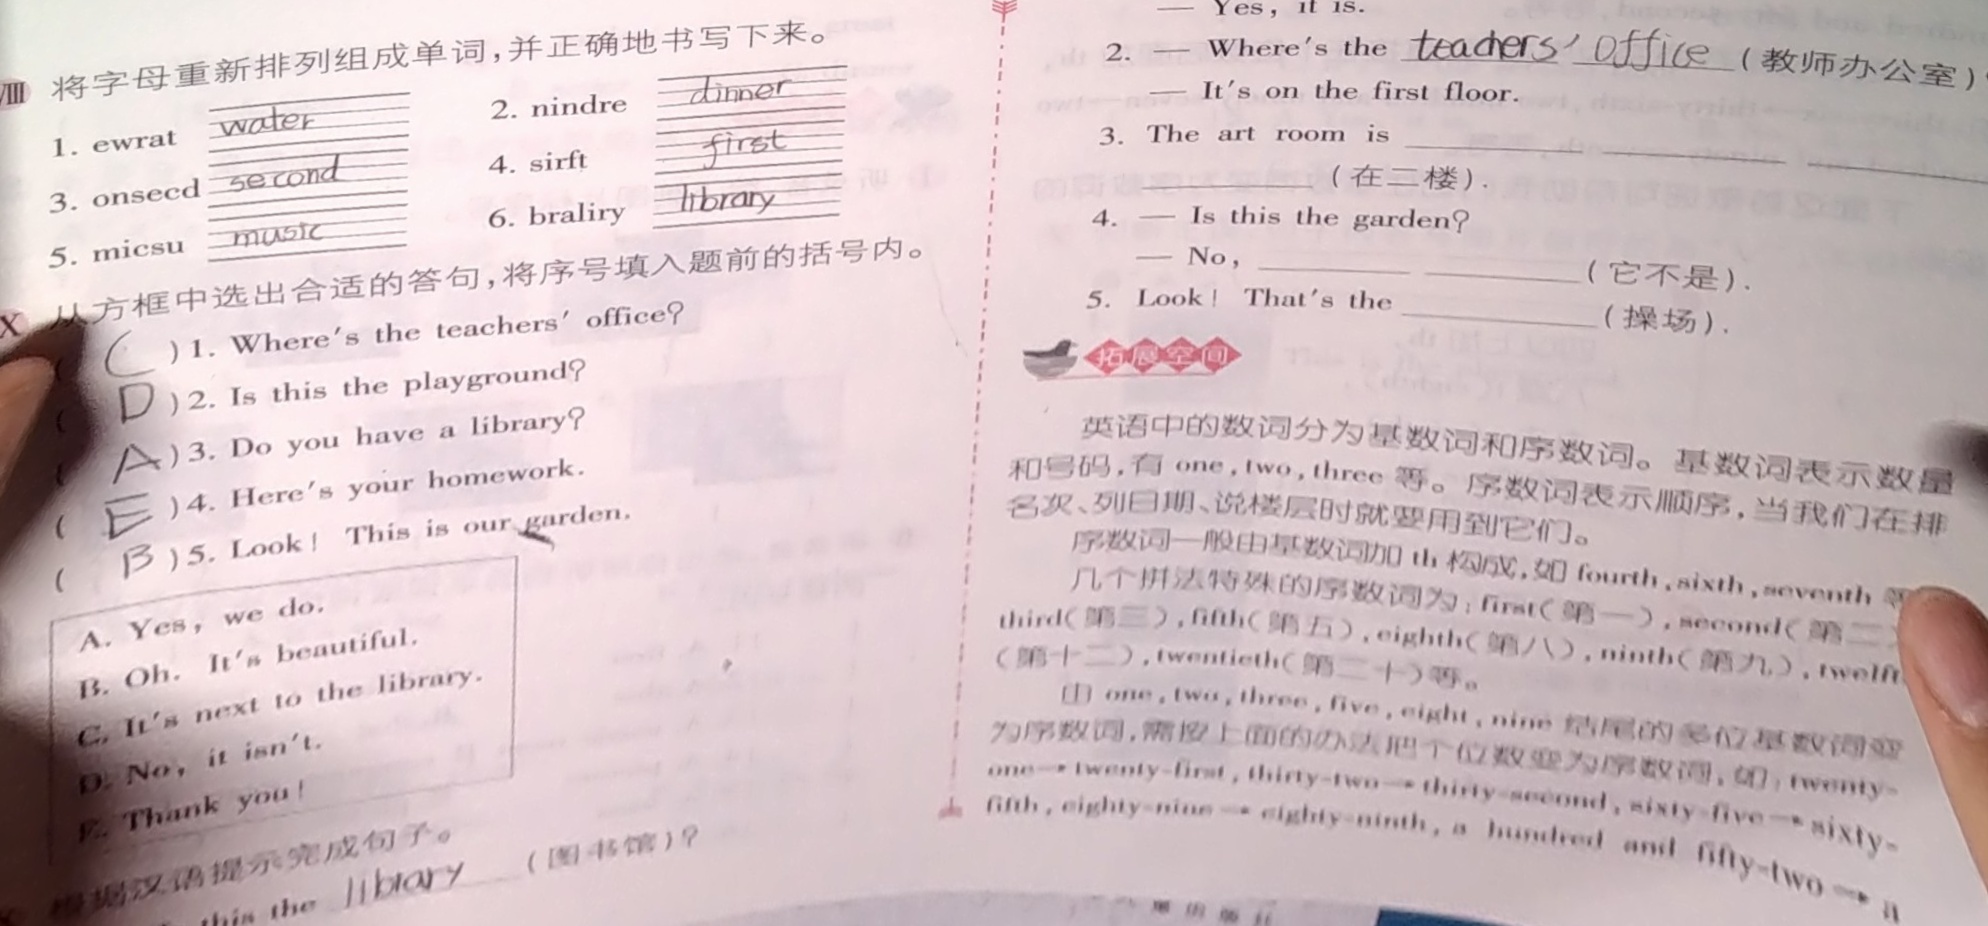 Ⅷ 将字母重新排列组成单词,并正确地书写下来。
1. ewrat water 2. nindre dinner
3. onsecd second 4. sirft first
5. micsu music 6. braliry library
从方框中选出合适的答句,将序号填入题前的括号内。
( C ) 1. Where's the teachers' office?
( D ) 2. Is this the playground?
( A ) 3. Do you have a library?
( E ) 4. Here's your homework.
( B ) 5. Look! This is our garden.
A. Yes, we do.
B. Oh. It's beautiful.
C. It's next to the library.
D. No, it isn't.
E. Thank you!
根据汉语提示完成句子。
this the library (图书馆)?
— Yes, it is.
2. — Where's the teachers' office (教师办公室)?
— It's on the first floor.
3. The art room is
(在二楼).
4. — Is this the garden?
— No, (它不是).
5. Look! That's the (操场).
拓展空间
英语中的数词分为基数词和序数词。基数词表示数量
和号码,有 one, two, three 等。序数词表示顺序,当我们在排
名次、列日期、说楼层时就要用到它们。
序数词一般由基数词加 th 构成,如 fourth, sixth, seventh 等
几个拼法特殊的序数词为: first(第一), second(第二)
third(第三), fifth(第五), eighth(第八), ninth(第九),
(第十二), twentieth(第二十)等。
由 one, two, three, five, eight, nine 结尾的多位基数词变
为序数词,需按上面的办法把个位数变为序数词,如: twenty-
one → twenty-first, thirty-two → thirty-second, sixty-five → sixty-
fifth, eighty-nine → eighty-ninth, a hundred and fifty-two → a